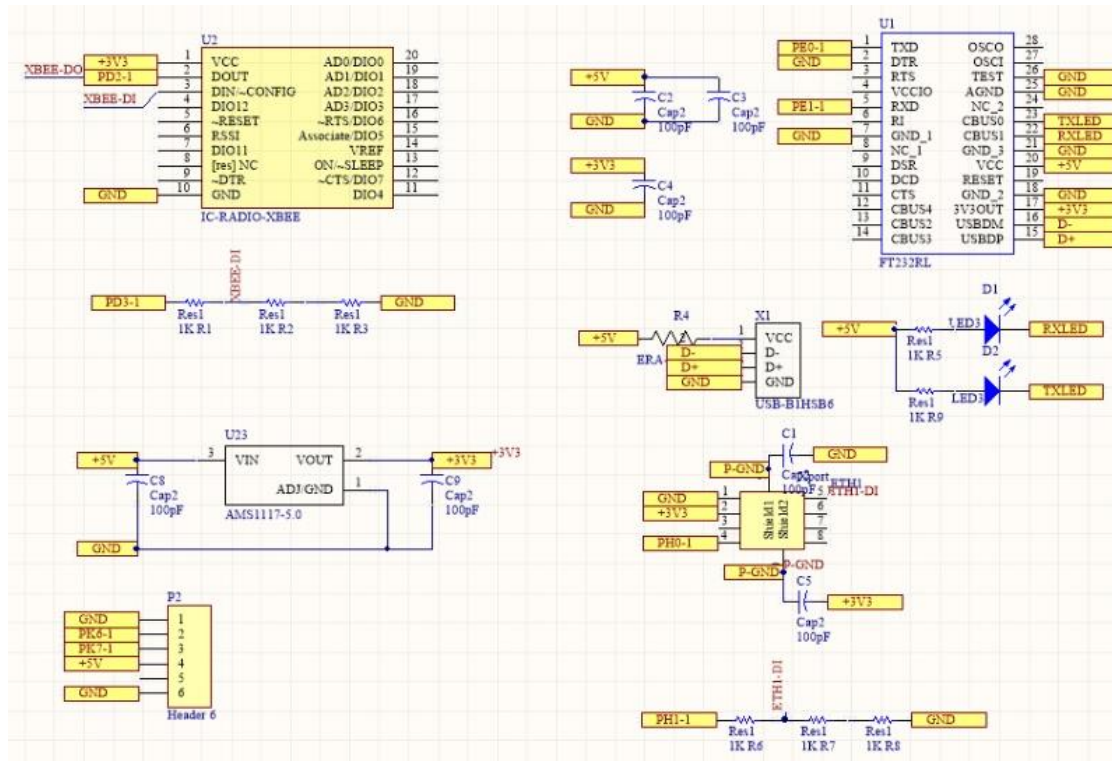 U2
XBEE-DO
+3V3
PD2-1
XBEE-DI
GND
1 VCC AD0/DIO0 20
2 DOUT AD1/DIO1 19
3 DIN/~CONFIG AD2/DIO2 18
4 DIO12 AD3/DIO3 17
5 ~RESET ~RTS/DIO6 16
6 RSSI Associate/DIO5 15
7 DIO11 VREF 14
8 [res] NC ON/~SLEEP 13
9 ~DTR ~CTS/DIO7 12
10 GND DIO4 11
IC-RADIO-XBEE
+5V
GND
C2
Cap2
100pF
C3
Cap2
100pF
+3V3
GND
C4
Cap2
100pF
U1
PE0-1
GND
PE1-1
GND
1 TXD OSCO 28
2 DTR OSCI 27
3 RTS TEST 26 GND
4 VCCIO AGND 25 GND
5 RXD NC_2 24
6 RI CBUS0 23 TXLED
7 GND_1 CBUS1 22 RXLED
8 NC_1 GND_3 21 GND
9 DSR VCC 20 +5V
10 DCD RESET 19
11 CTS GND_2 18 GND
12 CBUS4 3V3OUT 17 +3V3
13 CBUS2 USBDM 16 D-
14 CBUS3 USBDP 15 D+
FT232RL
XBEE-DI
PD3-1
Res1
1K R1
Res1
1K R2
Res1
1K R3
GND
R4
X1
+5V
ERA
D-
D+
GND
1 VCC
2 D-
D+
GND
USB-B1HSB6
D1
+5V
Res1
1K R5
LED3
RXLED
D2
Res1
1K R9
LED3
TXLED
U23
+5V
3 VIN VOUT 2
ADJ/GND 1
+3V3
+3V3
C8
Cap2
100pF
AMS1117-5.0
C9
Cap2
100pF
GND
C1
GND
P-GND
Cap2
100pF
ETH1
ETH1-DI
GND 1
+3V3 2
3
PH0-1 4
Shield1
Shield2
5
6
7
8
P-GND
P-GND
C5
+3V3
Cap2
100pF
P2
GND 1
PK6-1 2
PK7-1 3
+5V 4
5
GND 6
Header 6
ETH1-DI
PH1-1
Res1
1K R6
Res1
1K R7
Res1
1K R8
GND